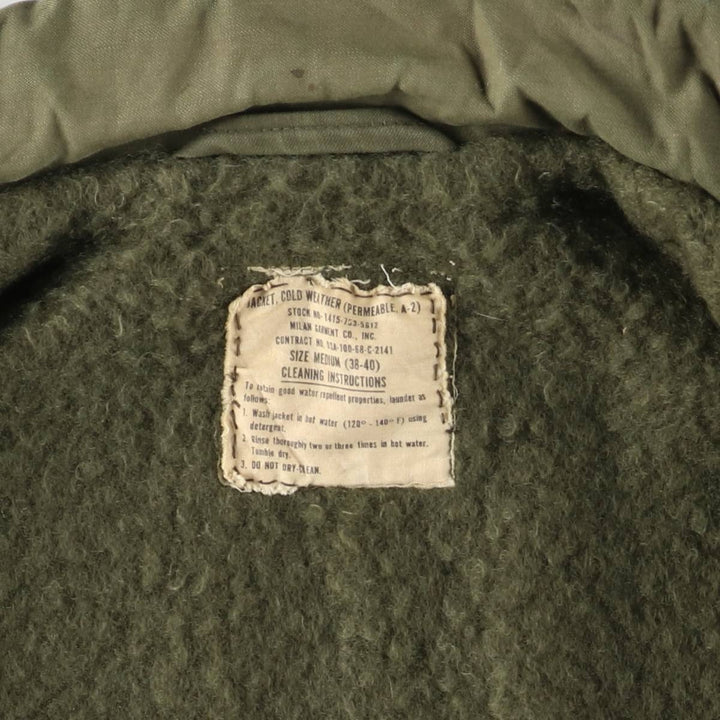 JACKET, COLD WEATHER (PERMEABLE, A-2)
STOCK NO. 8415-753-5612
MILAN GARMENT CO., INC.
CONTRACT NO. DSA-100-68-C-2141
SIZE MEDIUM (38-40)
CLEANING INSTRUCTIONS
To retain good water repellent properties, launder as
follows:
1. Wash jacket in hot water (120° - 140° F) using
detergent.
2. Rinse thoroughly two or three times in hot water.
Tumble dry.
3. DO NOT DRY-CLEAN.